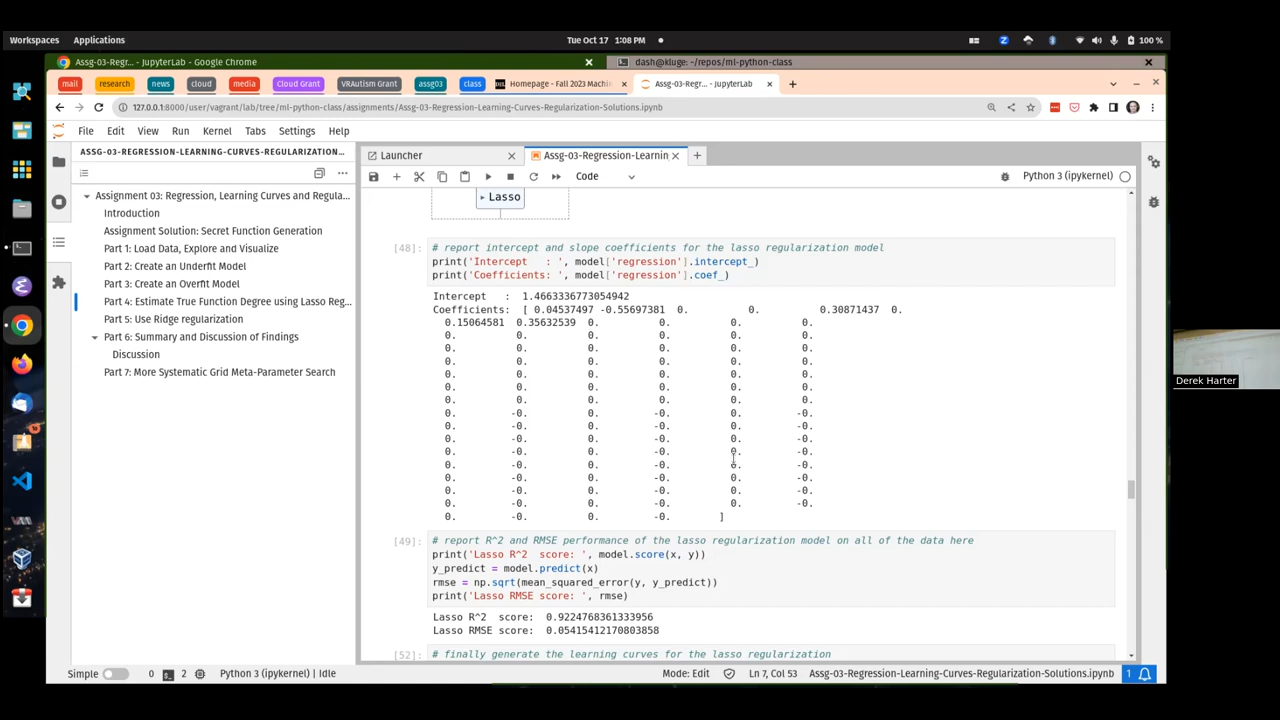 Workspaces Applications Tue Oct 17 1:08 PM 100 %
Assg-03-Regr... - JupyterLab - Google Chrome dash@kluge: ~/repos/ml-python-class
mail research news cloud media Cloud Grant VRAutism Grant assg03 class Homepage - Fall 2023 Machin Assg-03-Regr... - JupyterLab
127.0.0.1:8000/user/vagrant/lab/tree/ml-python-class/assignments/Assg-03-Regression-Learning-Curves-Regularization-Solutions.ipynb
File Edit View Run Kernel Tabs Settings Help
ASSG-03-REGRESSION-LEARNING-CURVES-REGULARIZATION...
Assignment 03: Regression, Learning Curves and Regula...
Introduction
Assignment Solution: Secret Function Generation
Part 1: Load Data, Explore and Visualize
Part 2: Create an Underfit Model
Part 3: Create an Overfit Model
Part 4: Estimate True Function Degree using Lasso Reg...
Part 5: Use Ridge regularization
Part 6: Summary and Discussion of Findings
Discussion
Part 7: More Systematic Grid Meta-Parameter Search
Launcher Assg-03-Regression-Learnin
Code Python 3 (ipykernel)
Lasso
[48]: # report intercept and slope coefficients for the lasso regularization model
print('Intercept   : ', model['regression'].intercept_)
print('Coefficients: ', model['regression'].coef_)
Intercept   :  1.4663336773054942
Coefficients:  [ 0.04537497 -0.55697381  0.          0.          0.30871437  0.
0.15064581  0.35632539  0.          0.          0.          0.
0.          0.          0.          0.          0.          0.
0.          0.          0.          0.          0.          0.
0.          0.          0.          0.          0.          0.
0.          0.          0.          0.          0.          0.
0.          0.          0.          0.          0.          0.
0.          0.          0.          0.          0.          0.
0.         -0.          0.         -0.          0.         -0.
0.         -0.          0.         -0.          0.         -0.
0.         -0.          0.         -0.          0.         -0.
0.         -0.          0.         -0.          0.         -0.
0.         -0.          0.         -0.          0.         -0.
0.         -0.          0.         -0.          0.         -0.
0.         -0.          0.         -0.          0.         -0.
0.         -0.          0.         -0.          0.         -0.
0.         -0.          0.         -0.        ]
[49]: # report R^2 and RMSE performance of the lasso regularization model on all of the data here
print('Lasso R^2  score: ', model.score(x, y))
y_predict = model.predict(x)
rmse = np.sqrt(mean_squared_error(y, y_predict))
print('Lasso RMSE score: ', rmse)
Lasso R^2  score:  0.9224768361333956
Lasso RMSE score:  0.05415412170803858
[52]: # finally generate the learning curves for the lasso regularization
Simple 0 2 Python 3 (ipykernel) | Idle Mode: Edit Ln 7, Col 53 Assg-03-Regression-Learning-Curves-Regularization-Solutions.ipynb 1
Derek Harter